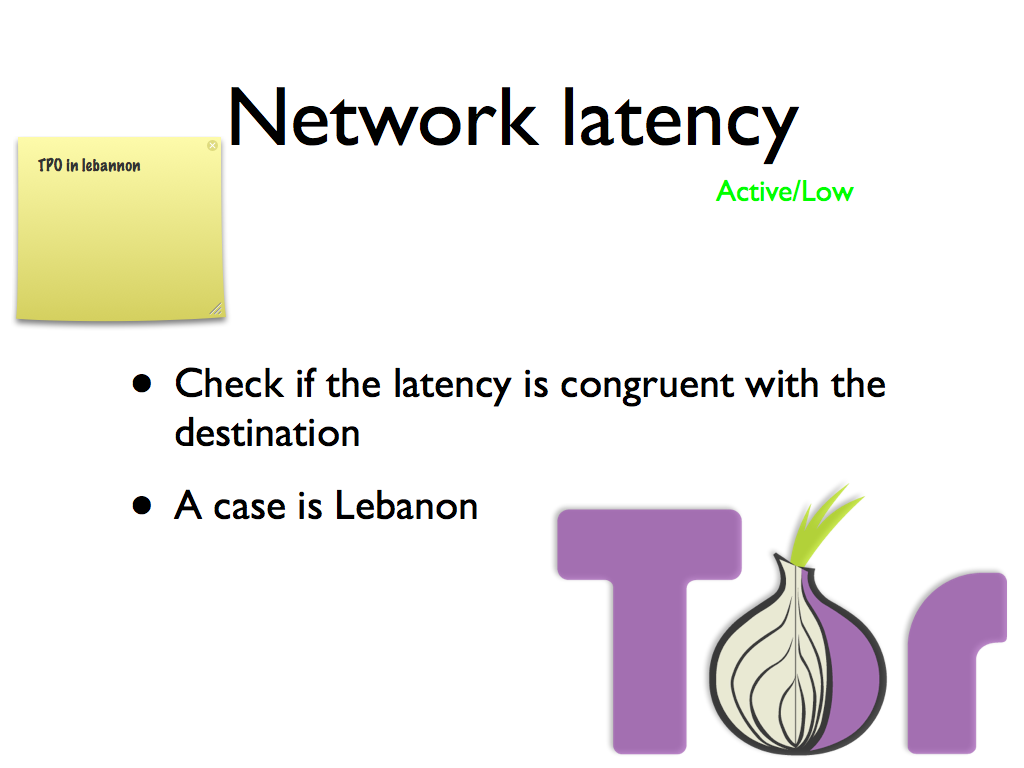 Network latency
TPO in lebannon
Active/Low
• Check if the latency is congruent with the
destination
• A case is Lebanon
Tor